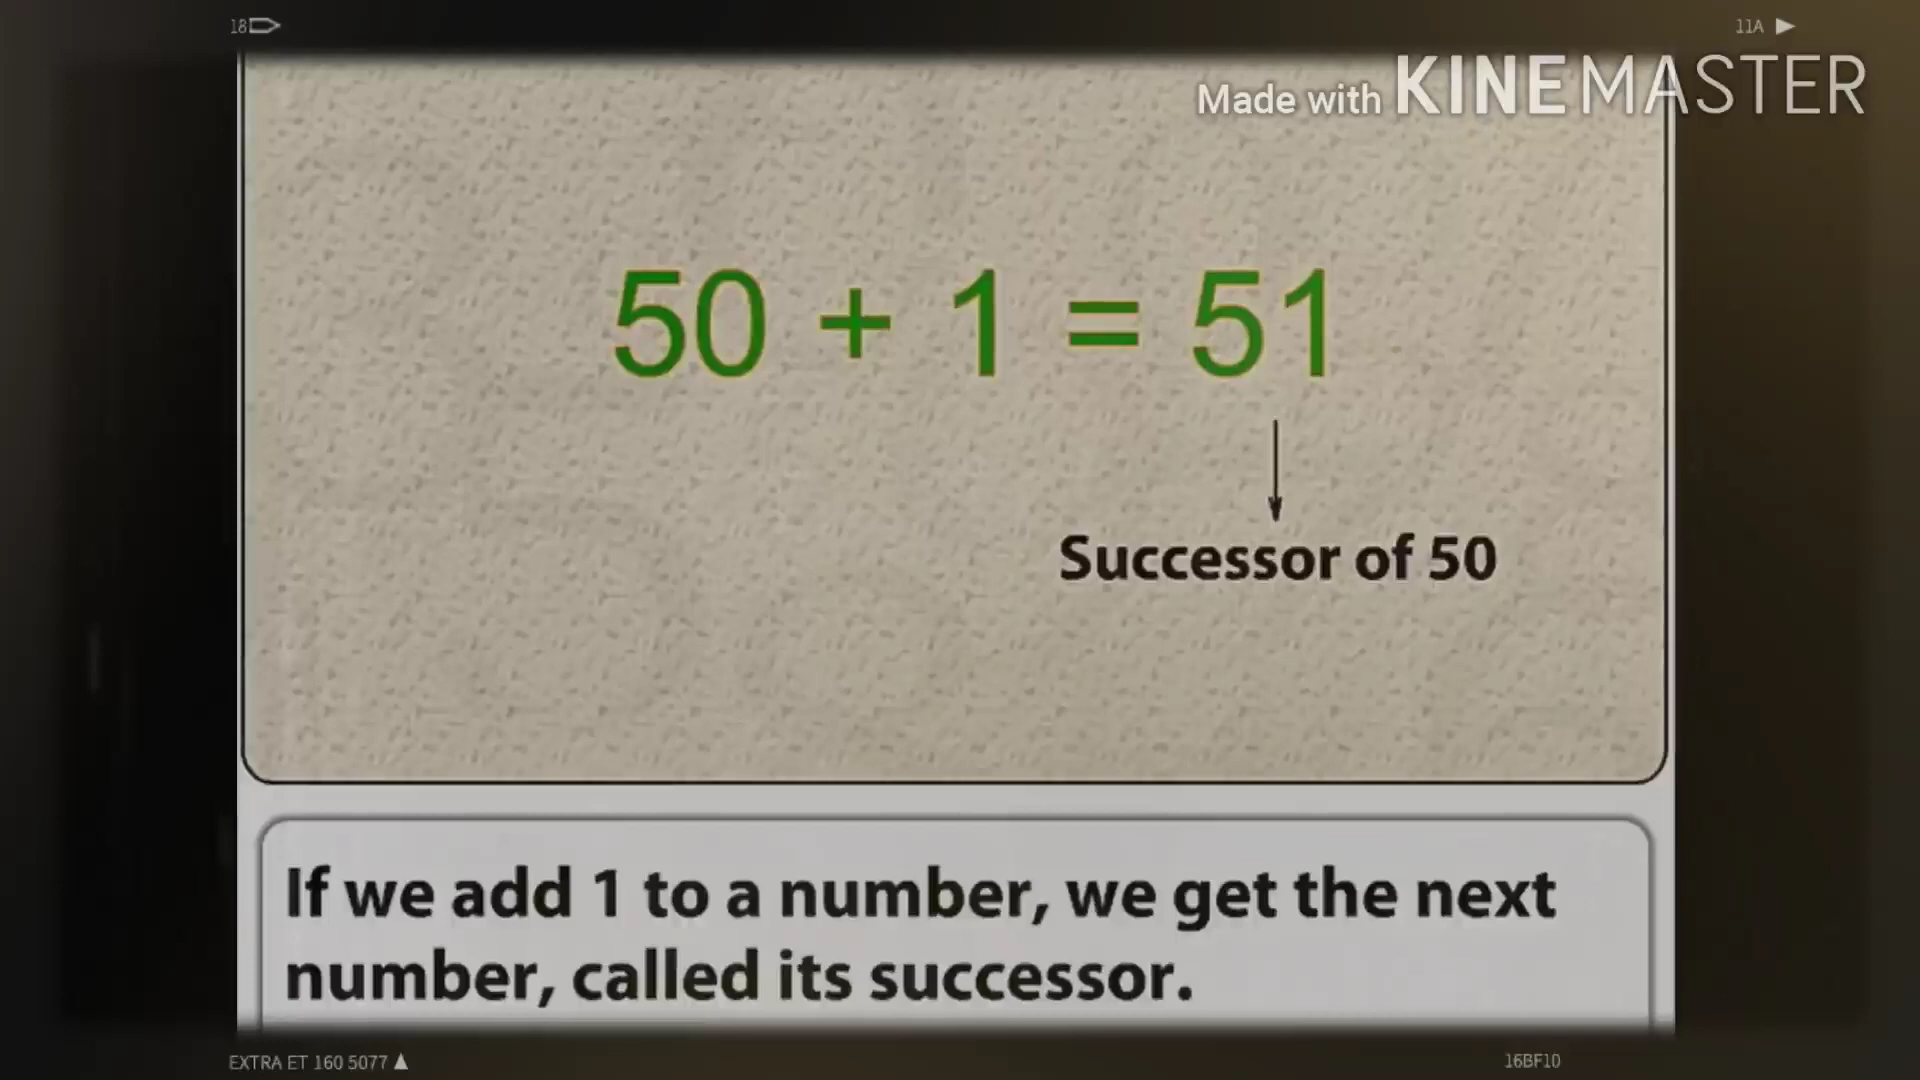 18
11A
Made with KINEMASTER
50 + 1 = 51
Successor of 50
If we add 1 to a number, we get the next
number, called its successor.
EXTRA ET 160 5077
16BF10